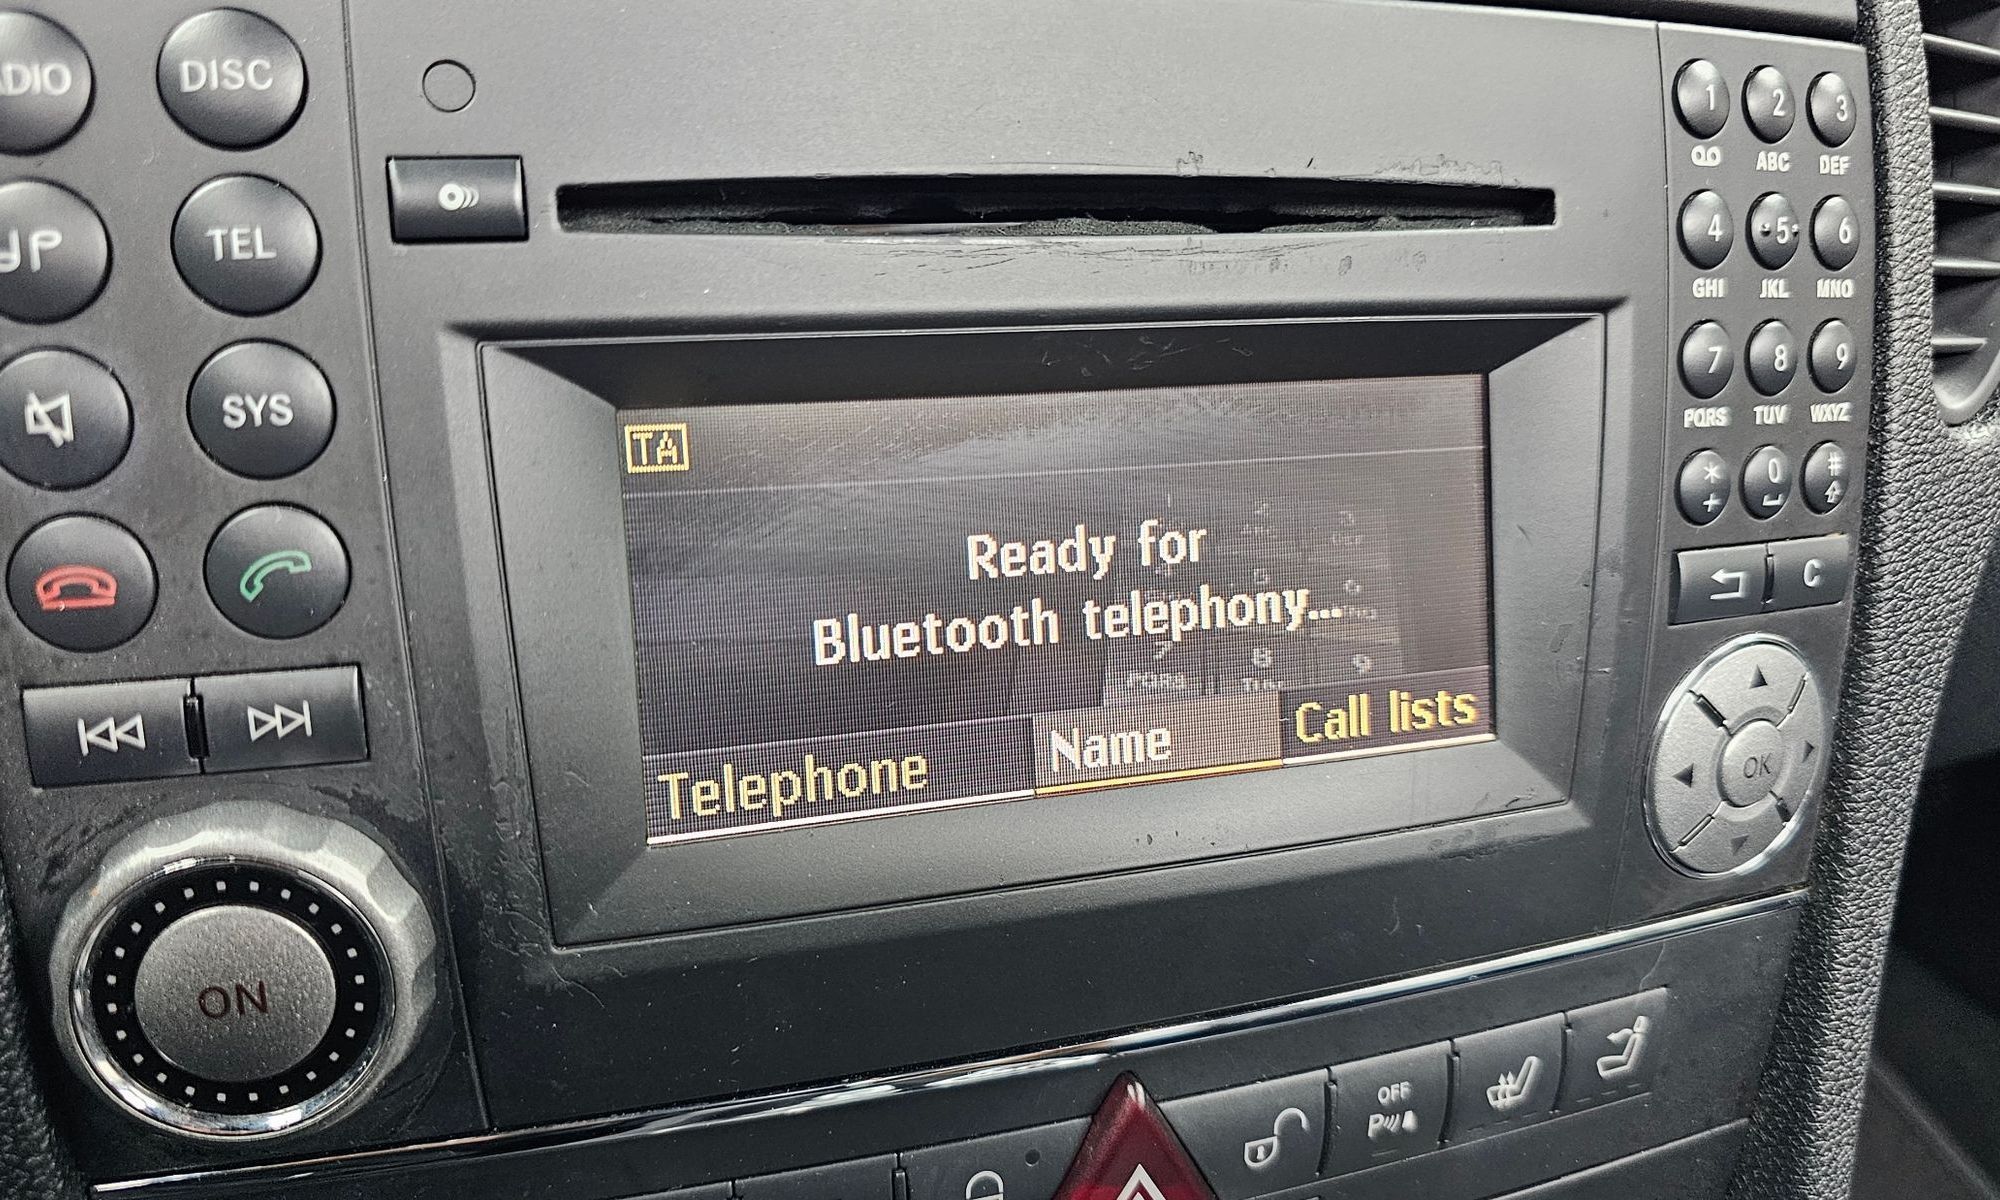 DISC
TEL
SYS
ON
TA
Ready for
Bluetooth telephony...
Telephone Name Call lists
1 2 3
ABC DEF
4 5 6
GHI JKL MNO
7 8 9
PQRS TUV WXYZ
* 0 #
+
C
OK
OFF
P